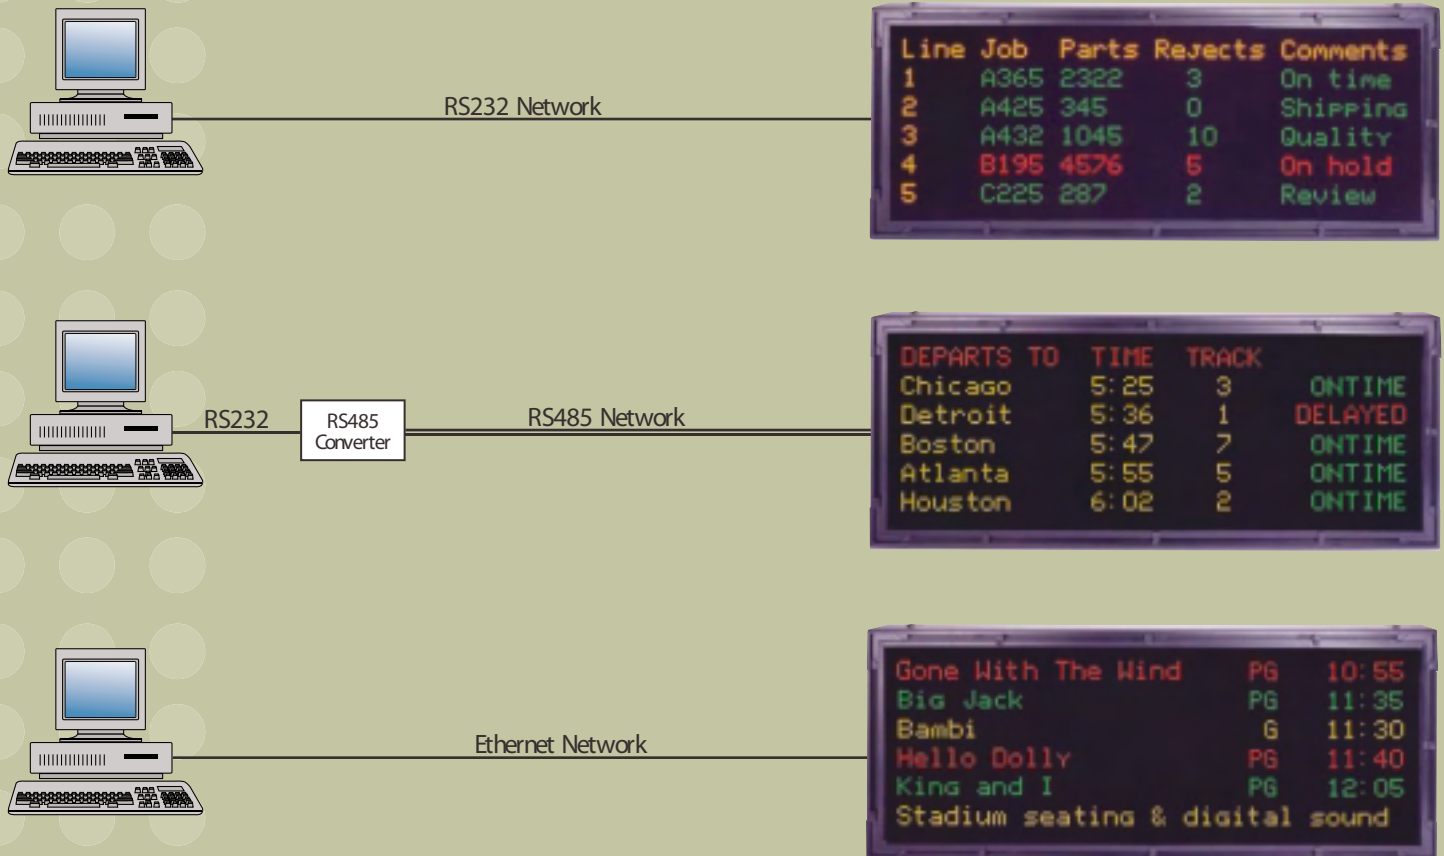 RS232 Network
Line Job Parts Rejects Comments
1 A365 2322 3 On time
2 A425 345 0 Shipping
3 A432 1045 10 Quality
4 B195 4576 5 On hold
5 C225 287 2 Review
RS232
RS485
Converter
RS485 Network
DEPARTS TO TIME TRACK
Chicago 5:25 3 ONTIME
Detroit 5:36 1 DELAYED
Boston 5:47 7 ONTIME
Atlanta 5:55 5 ONTIME
Houston 6:02 2 ONTIME
Ethernet Network
Gone With The Wind PG 10:55
Big Jack PG 11:35
Bambi G 11:30
Hello Dolly PG 11:40
King and I PG 12:05
Stadium seating & digital sound